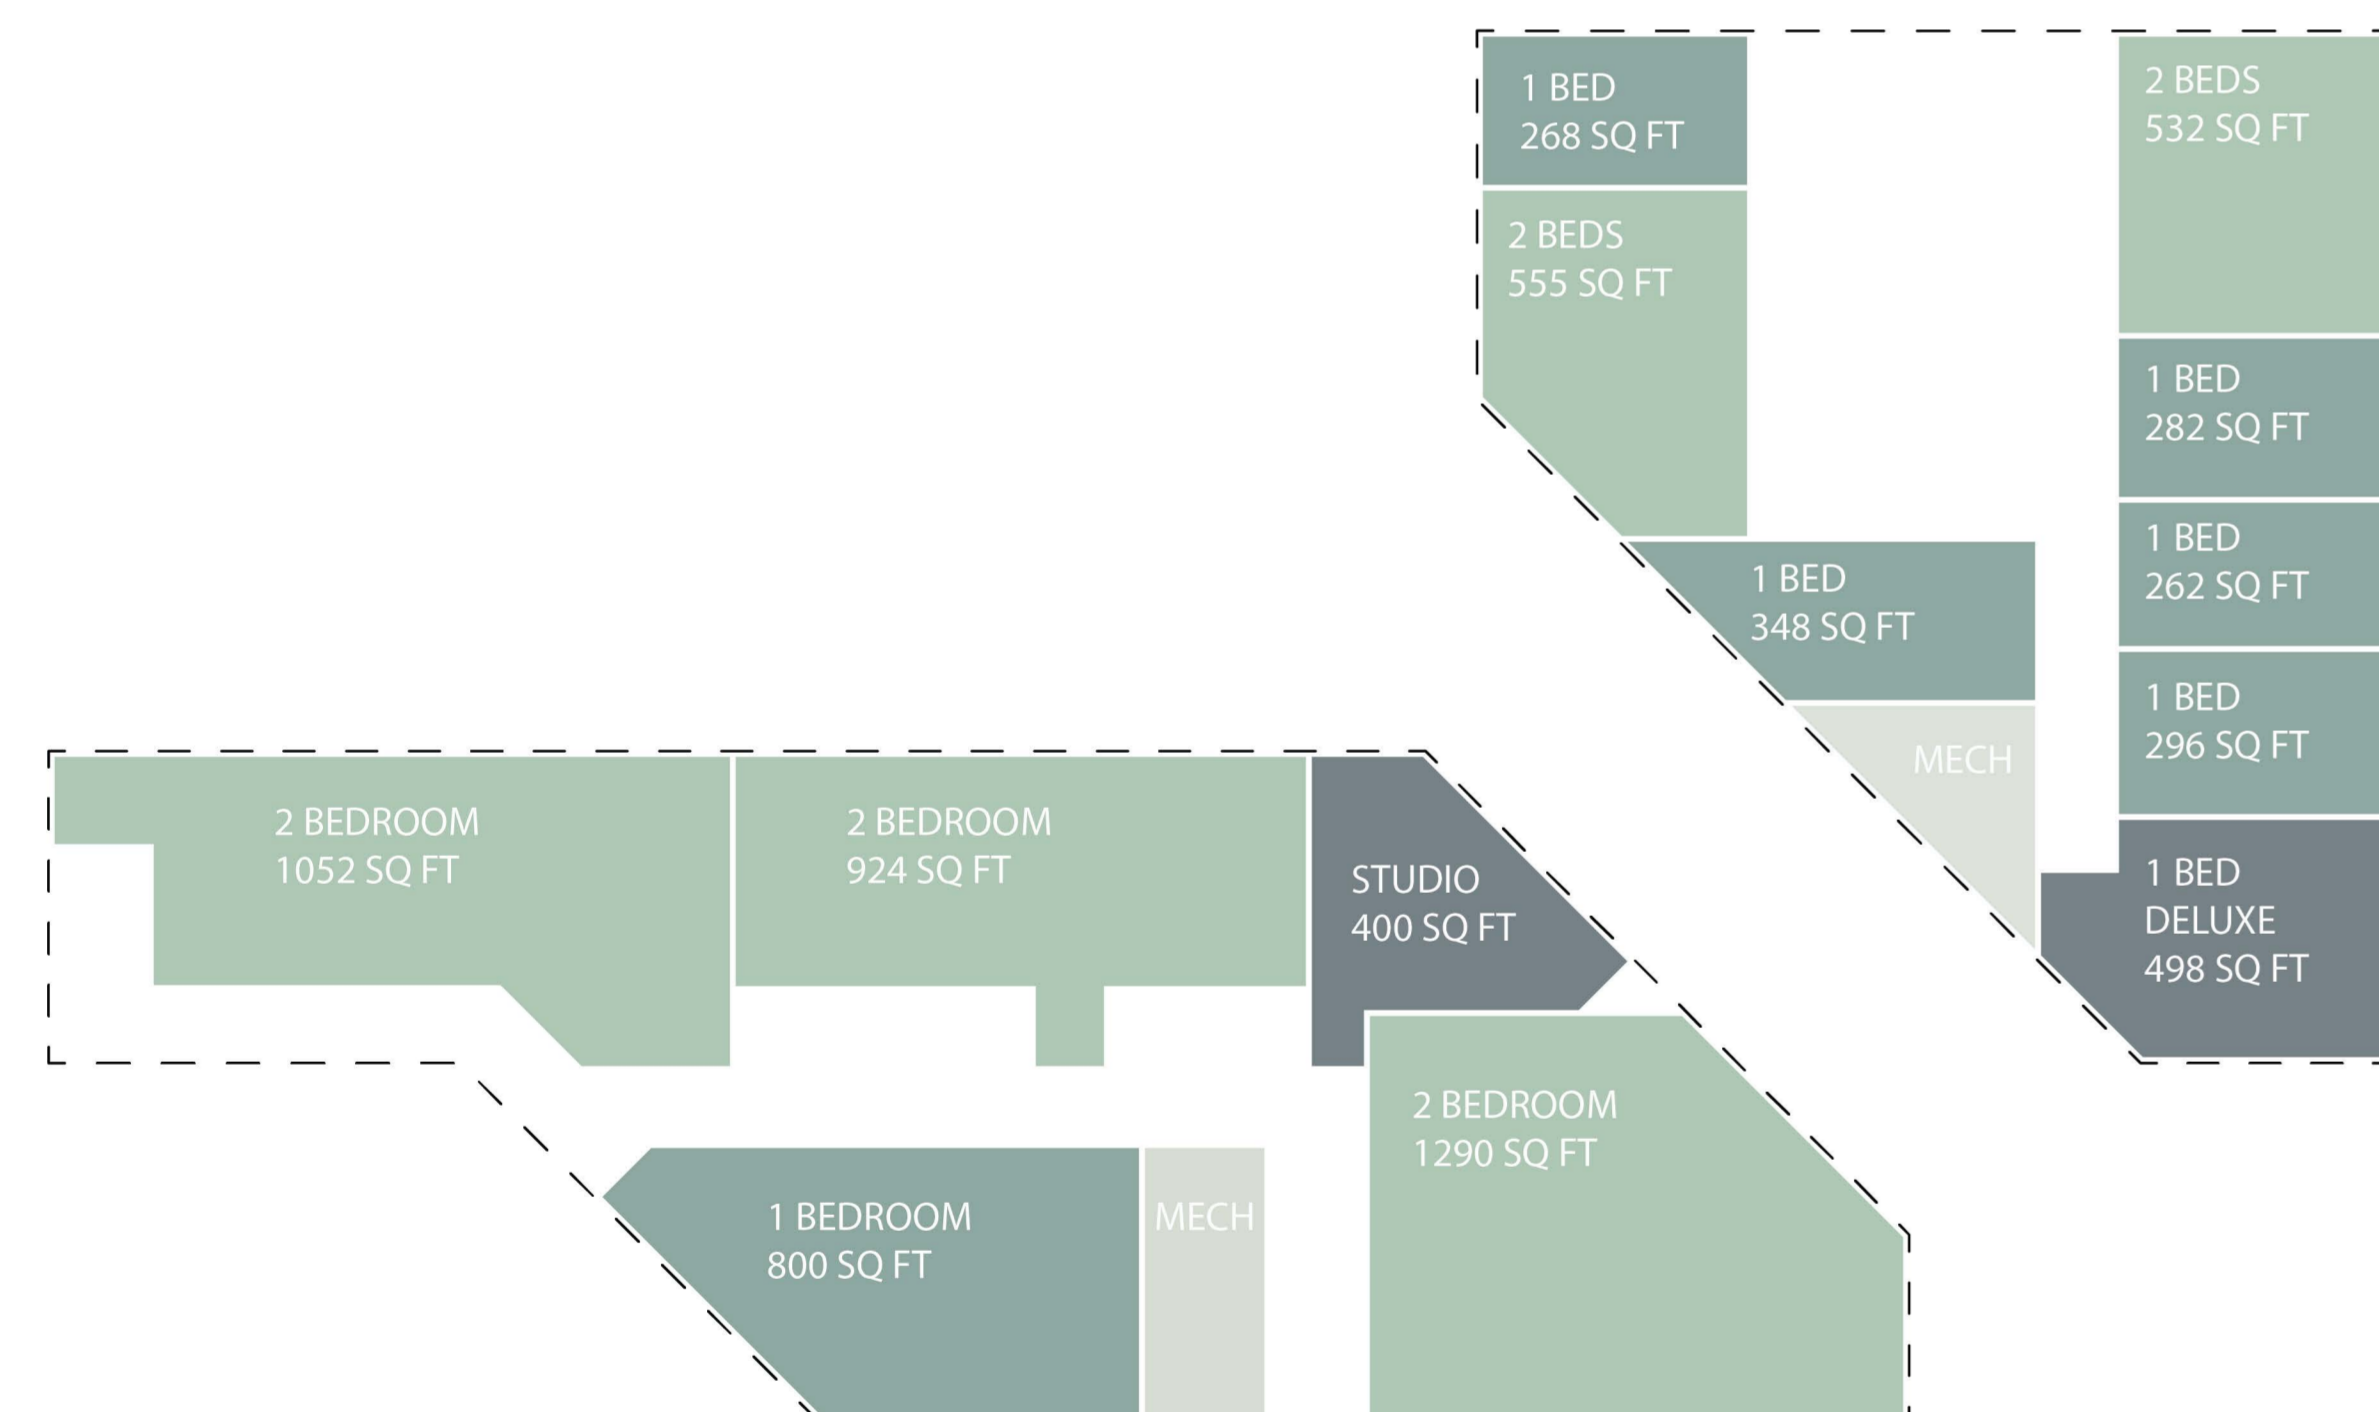 1 BED
268 SQ FT
2 BEDS
555 SQ FT
1 BED
348 SQ FT
MECH
2 BEDS
532 SQ FT
1 BED
282 SQ FT
1 BED
262 SQ FT
1 BED
296 SQ FT
1 BED
DELUXE
498 SQ FT
2 BEDROOM
1052 SQ FT
2 BEDROOM
924 SQ FT
STUDIO
400 SQ FT
2 BEDROOM
1290 SQ FT
1 BEDROOM
800 SQ FT
MECH